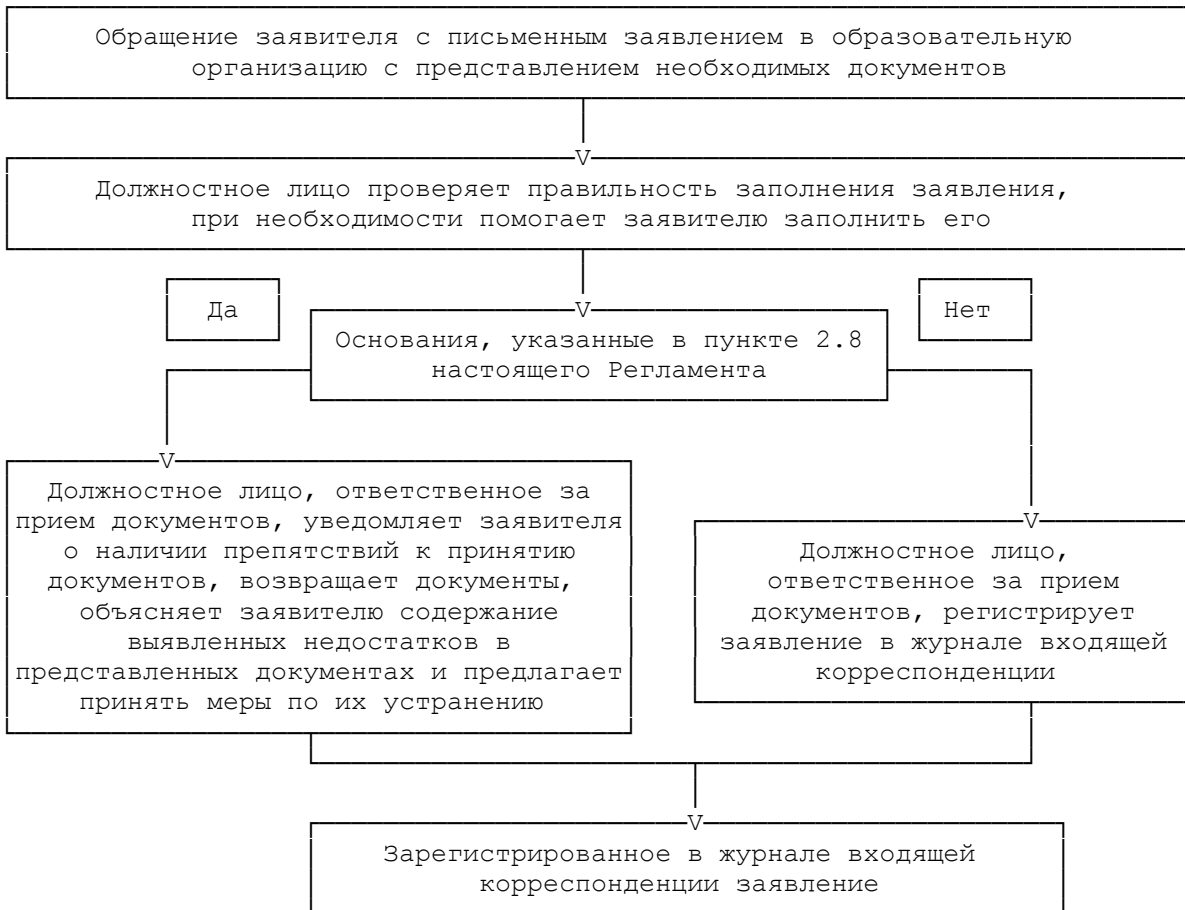 Обращение заявителя с письменным заявлением в образовательную
организацию с представлением необходимых документов
V
Должностное лицо проверяет правильность заполнения заявления,
при необходимости помогает заявителю заполнить его
Да
Нет
V
Основания, указанные в пункте 2.8
настоящего Регламента
V
Должностное лицо, ответственное за
прием документов, уведомляет заявителя
о наличии препятствий к принятию
документов, возвращает документы,
объясняет заявителю содержание
выявленных недостатков в
представленных документах и предлагает
принять меры по их устранению
V
Должностное лицо,
ответственное за прием
документов, регистрирует
заявление в журнале входящей
корреспонденции
V
Зарегистрированное в журнале входящей
корреспонденции заявление